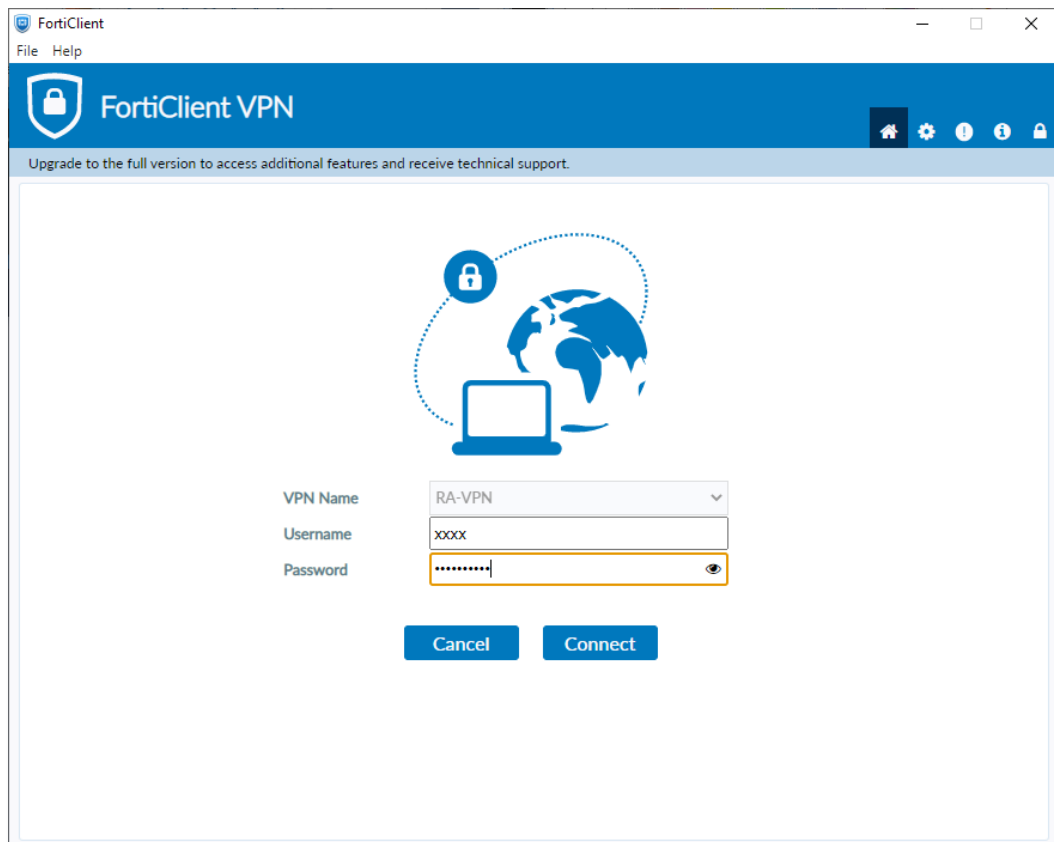 FortiClient
File Help
FortiClient VPN
Upgrade to the full version to access additional features and receive technical support.
VPN Name RA-VPN
Username xxxx
Password ••••••••••
Cancel Connect